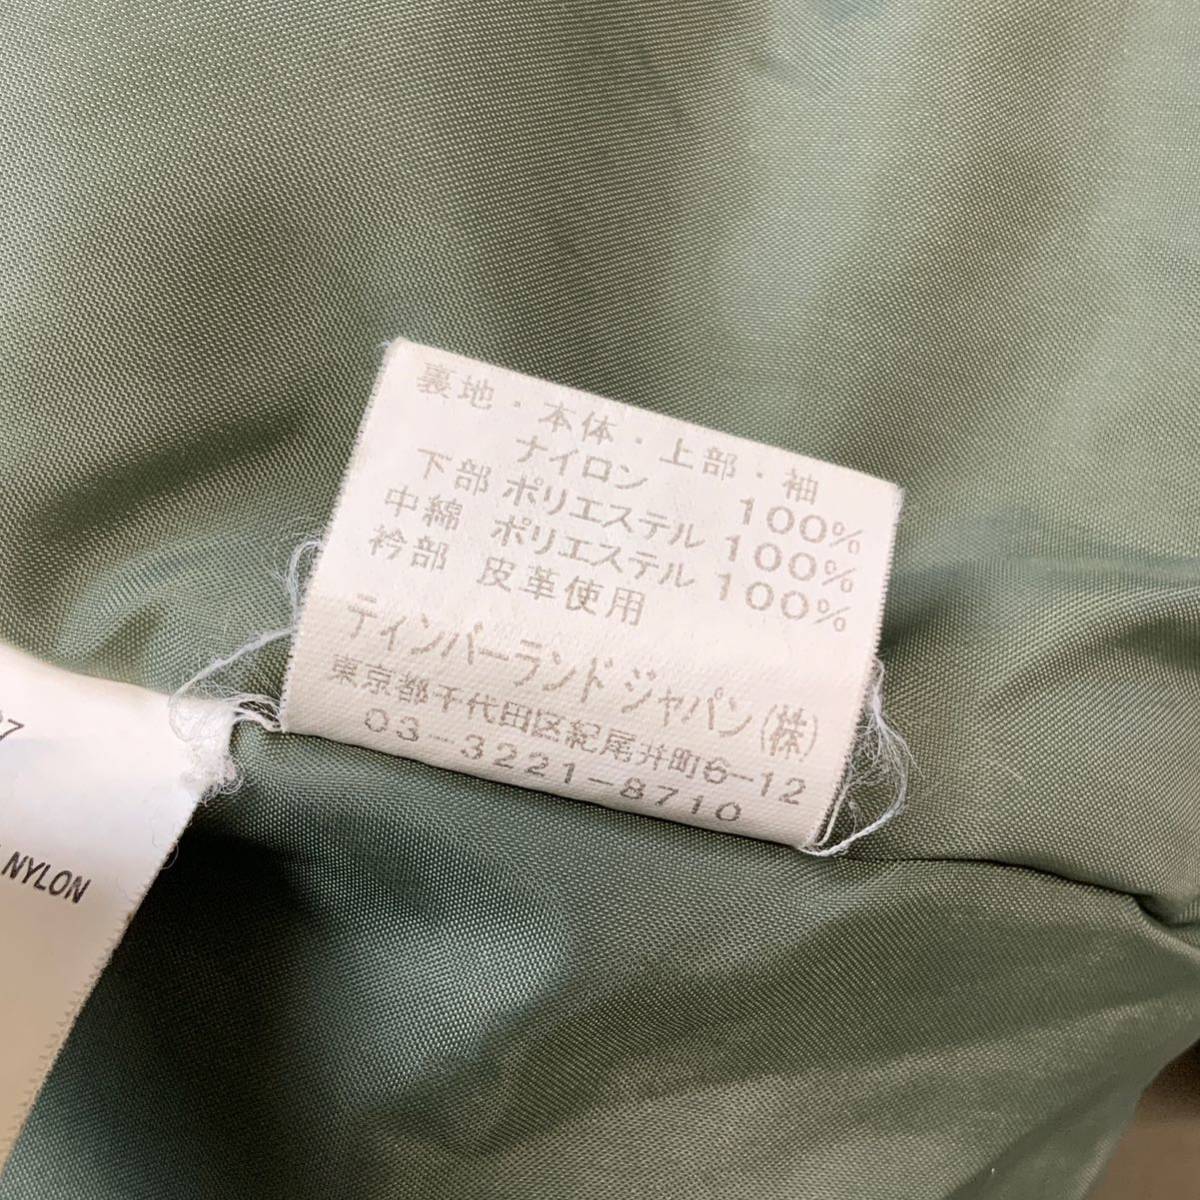 裏地・本体・上部・袖
ナイロン 100%
下部 ポリエステル 100%
中綿 ポリエステル 100%
衿部 皮革使用
ティンバーランド ジャパン(株)
東京都千代田区紀尾井町6-12
03-3221-8710
7
NYLON